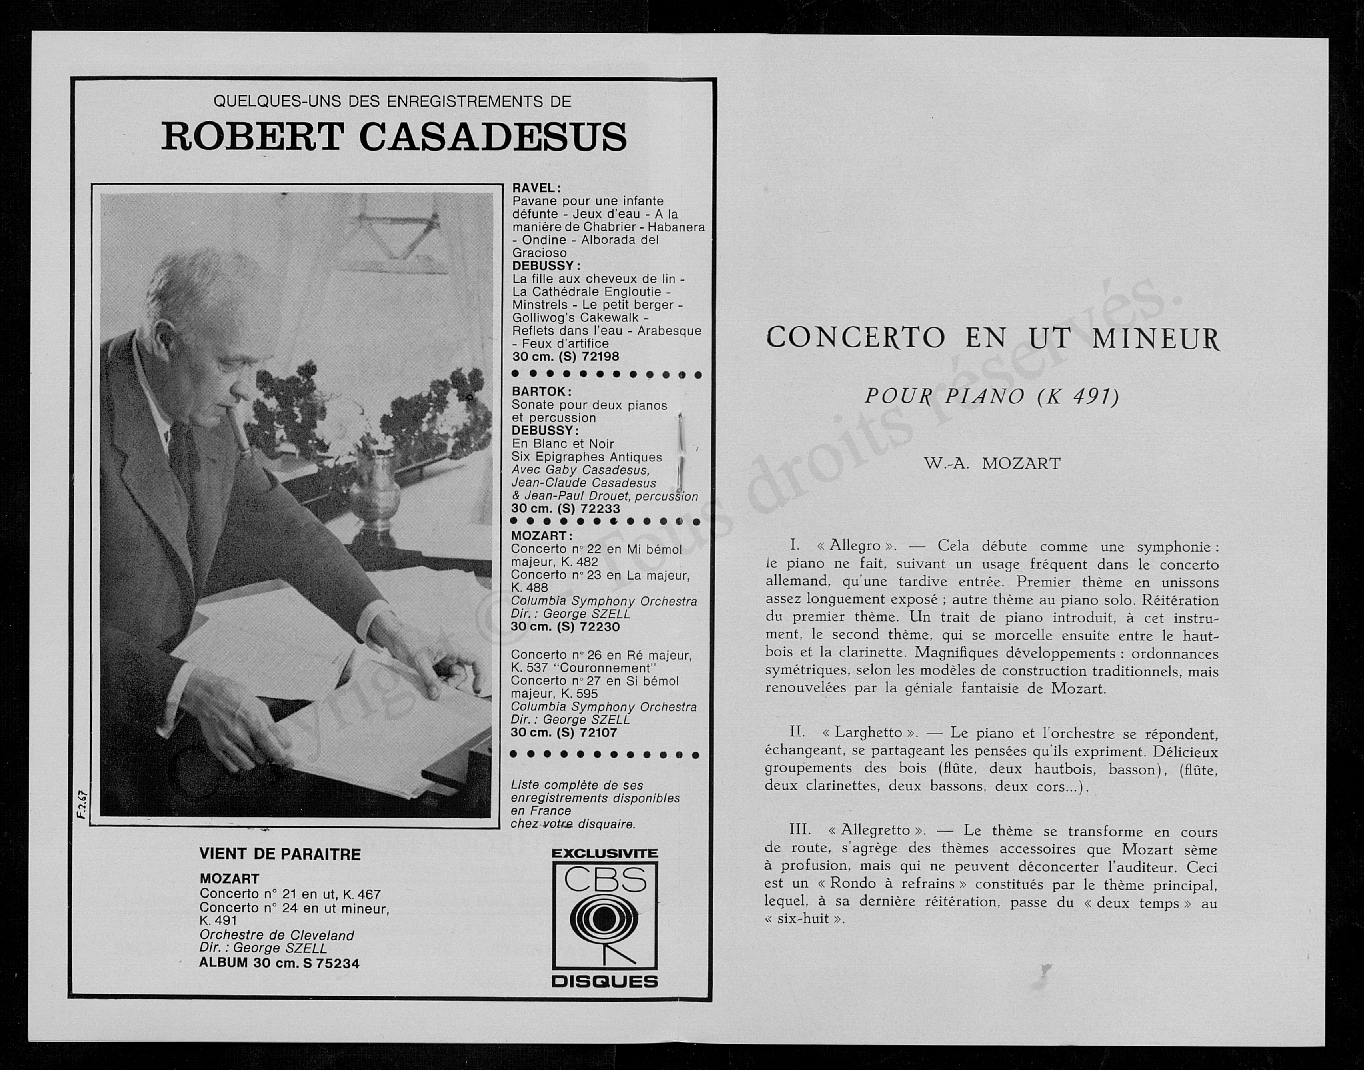 QUELQUES-UNS DES ENREGISTREMENTS DE
ROBERT CASADESUS
RAVEL :
Pavane pour une infante
défunte - Jeux d'eau - A la
manière de Chabrier - Habanera
- Ondine - Alborada del
Gracioso
DEBUSSY :
La fille aux cheveux de lin -
La Cathédrale Engloutie -
Minstrels - Le petit berger -
Golliwog's Cakewalk -
Reflets dans l'eau - Arabesque
- Feux d'artifice
30 cm. (S) 72198
BARTOK :
Sonate pour deux pianos
et percussion
DEBUSSY :
En Blanc et Noir
Six Epigraphes Antiques
Avec Gaby Casadesus,
Jean-Claude Casadesus
& Jean-Paul Drouet, percussion
30 cm. (S) 72233
MOZART :
Concerto n° 22 en Mi bémol
majeur, K. 482
Concerto n° 23 en La majeur,
K. 488
Columbia Symphony Orchestra
Dir. : George SZELL
30 cm. (S) 72230
Concerto n° 26 en Ré majeur,
K. 537 "Couronnement"
Concerto n° 27 en Si bémol
majeur, K. 595
Columbia Symphony Orchestra
Dir. : George SZELL
30 cm. (S) 72107
Liste complète de ses
enregistrements disponibles
en France
chez votre disquaire.
F.2.67
VIENT DE PARAITRE
MOZART
Concerto n° 21 en ut, K. 467
Concerto n° 24 en ut mineur,
K. 491
Orchestre de Cleveland
Dir. : George SZELL
ALBUM 30 cm. S 75234
EXCLUSIVITE
CBS
DISQUES
CONCERTO EN UT MINEUR
POUR PIANO (K 491)
W.-A. MOZART
I. « Allegro ». — Cela débute comme une symphonie :
le piano ne fait, suivant un usage fréquent dans le concerto
allemand, qu'une tardive entrée. Premier thème en unissons
assez longuement exposé ; autre thème au piano solo. Réitération
du premier thème. Un trait de piano introduit, à cet instru-
ment, le second thème, qui se morcelle ensuite entre le haut-
bois et la clarinette. Magnifiques développements : ordonnances
symétriques, selon les modèles de construction traditionnels, mais
renouvelées par la géniale fantaisie de Mozart.
II. « Larghetto ». — Le piano et l'orchestre se répondent,
échangeant, se partageant les pensées qu'ils expriment. Délicieux
groupements des bois (flûte, deux hautbois, basson), (flûte,
deux clarinettes, deux bassons, deux cors...).
III. « Allegretto ». — Le thème se transforme en cours
de route, s'agrège des thèmes accessoires que Mozart sème
à profusion, mais qui ne peuvent déconcerter l'auditeur. Ceci
est un « Rondo à refrains » constitués par le thème principal,
lequel, à sa dernière réitération, passe du « deux temps » au
« six-huit ».
Copyright © Tous droits réservés.